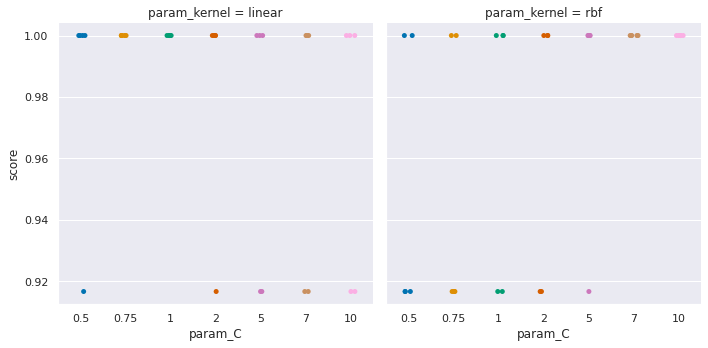 param_kernel = linear
param_kernel = rbf
score
1.00
0.98
0.96
0.94
0.92
0.5 0.75 1 2 5 7 10
0.5 0.75 1 2 5 7 10
param_C
param_C